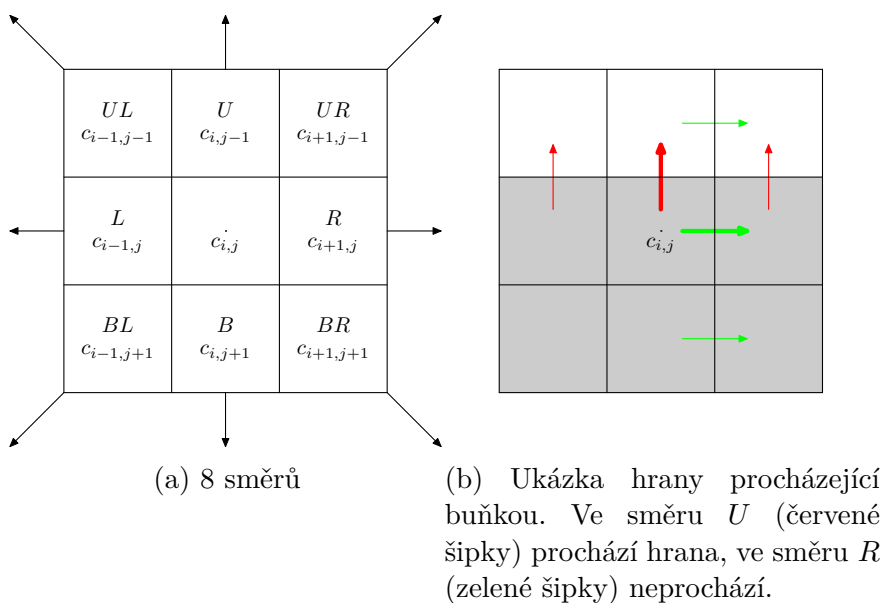 UL U UR
c_{i−1,j−1} c_{i,j−1} c_{i+1,j−1}
L R
c_{i−1,j} c_{i,j} c_{i+1,j}
BL B BR
c_{i−1,j+1} c_{i,j+1} c_{i+1,j+1}
(a) 8 směrů
c_{i,j}
(b) Ukázka hrany procházející
buňkou. Ve směru U (červené
šipky) prochází hrana, ve směru R
(zelené šipky) neprochází.